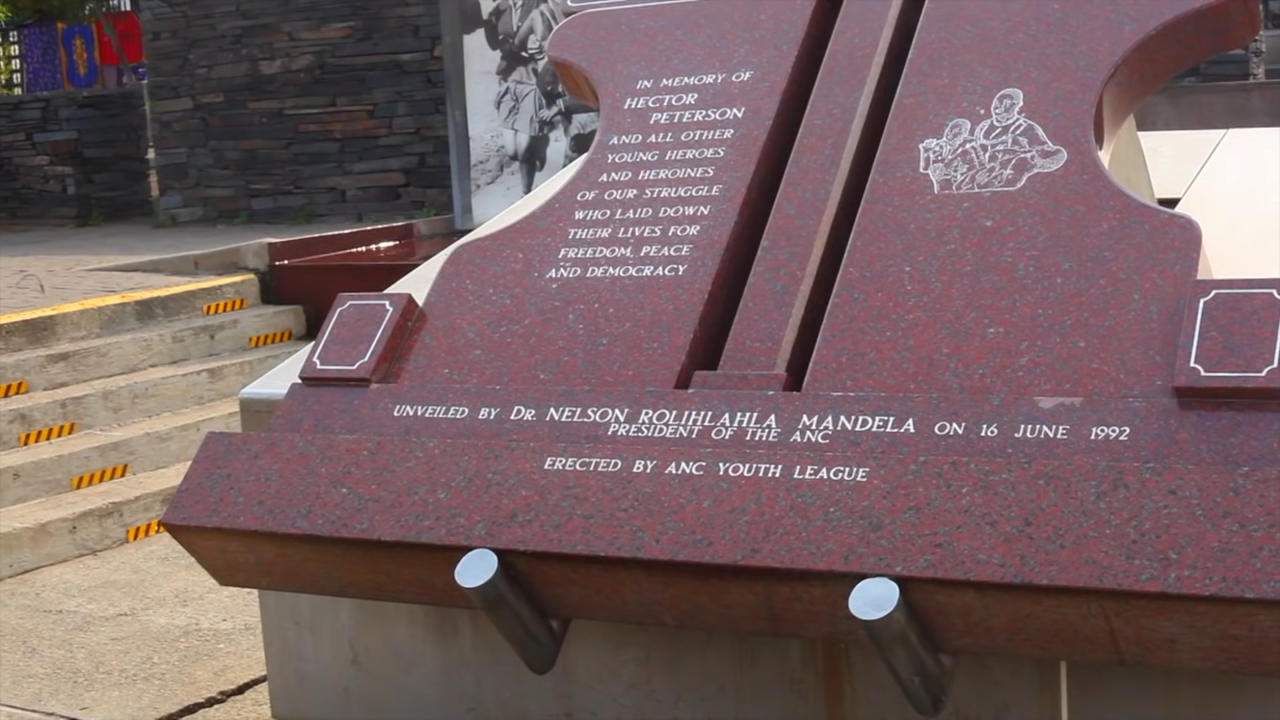 IN MEMORY OF
HECTOR
PETERSON
AND ALL OTHER
YOUNG HEROES
AND HEROINES
OF OUR STRUGGLE
WHO LAID DOWN
THEIR LIVES FOR
FREEDOM, PEACE
AND DEMOCRACY
UNVEILED BY DR. NELSON ROLIHLAHLA MANDELA ON 16 JUNE 1992
PRESIDENT OF THE ANC
ERECTED BY ANC YOUTH LEAGUE